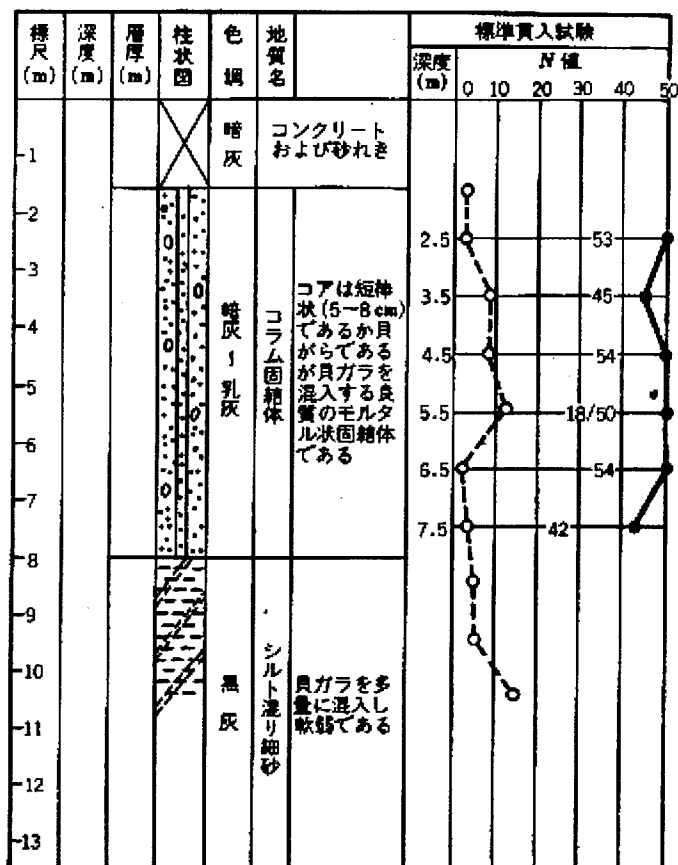 標尺(m)
深度(m)
層厚(m)
柱状図
色調
地質名
標準貫入試験
深度(m)
N 値
0 10 20 30 40 50
暗灰
コンクリート
および砂れき
暗灰~乳灰
コラム固結体
コアは短棒
状(5~8cm)
であるか貝
がらである
が貝ガラを
混入する良
質のモルタ
ル状固結体
である
黒灰
シルト混り細砂
貝ガラを多
量に混入し
軟弱である
1
2
3
4
5
6
7
8
9
10
11
12
13
2.5 53
3.5 45
4.5 54
5.5 18/50
6.5 54
7.5 42